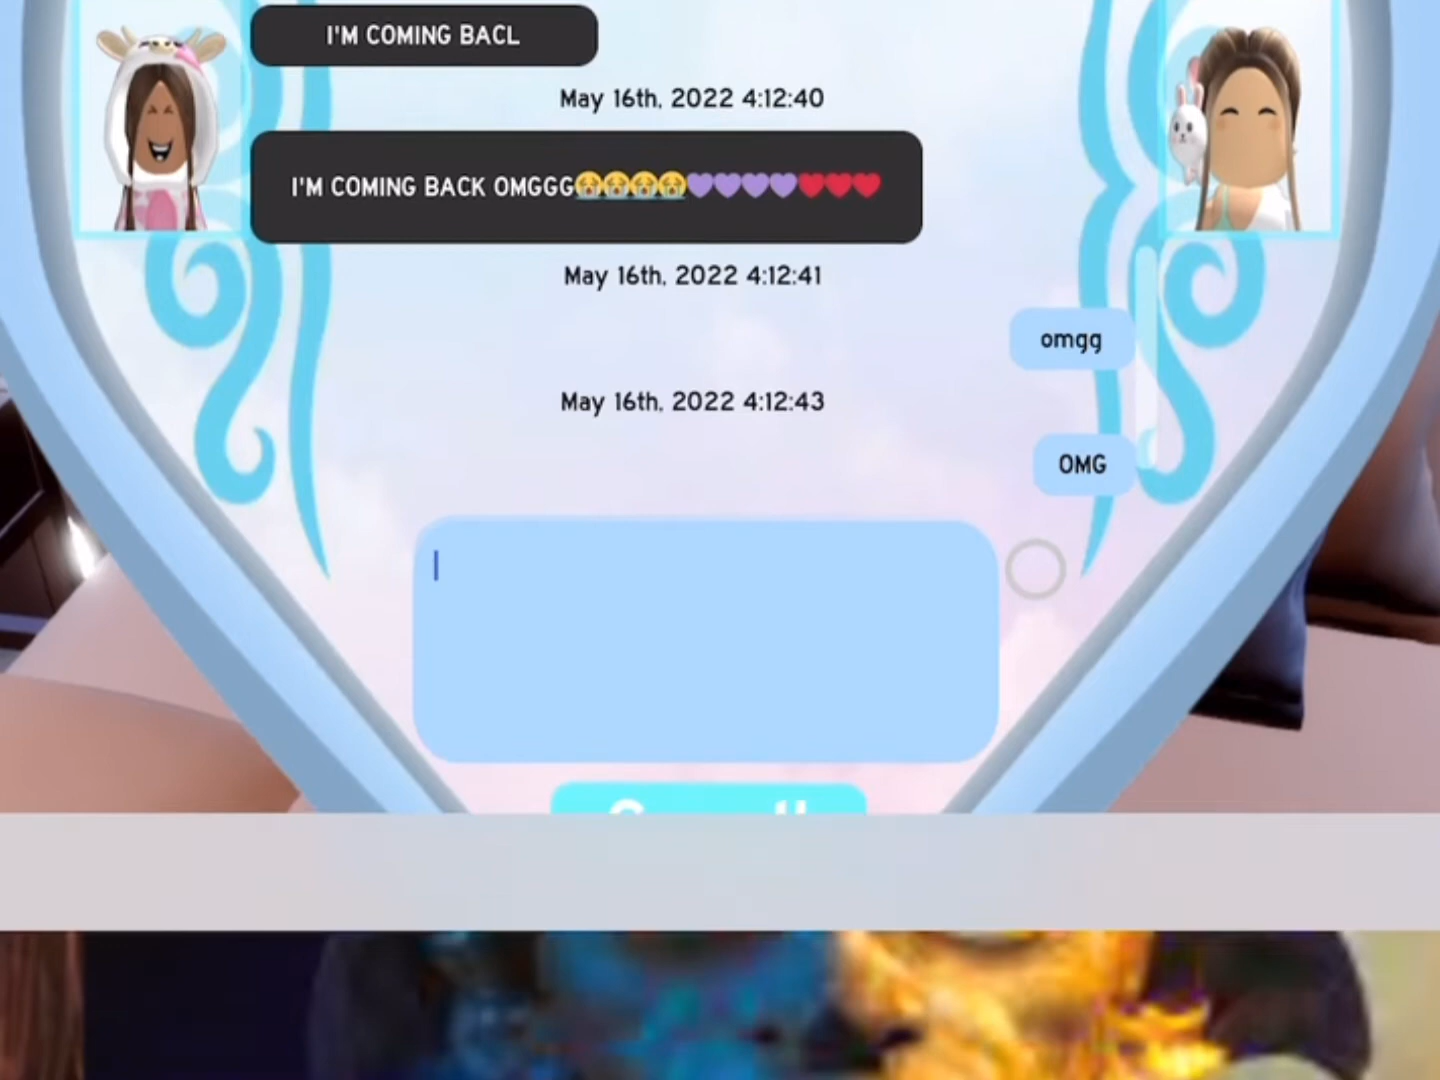 I'M COMING BACL
May 16th, 2022 4:12:40
I'M COMING BACK OMGGG😭😭😭😭💜💜💜💜❤❤❤
May 16th, 2022 4:12:41
omgg
May 16th, 2022 4:12:43
OMG